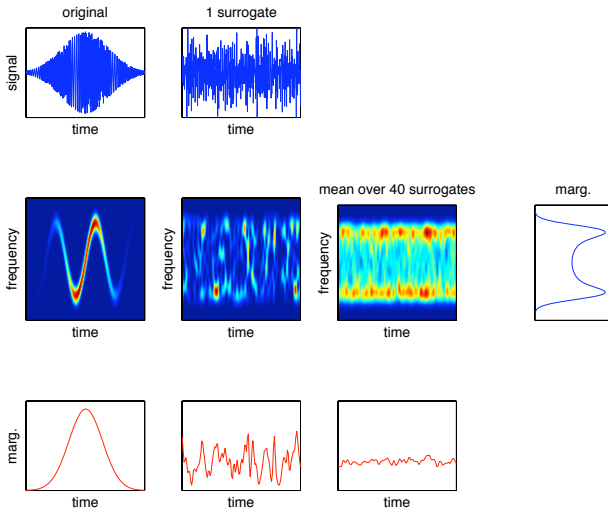 original
1 surrogate
signal
time
time
mean over 40 surrogates
marg.
frequency
frequency
frequency
time
time
time
marg.
time
time
time